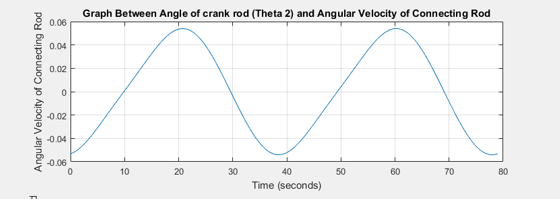 Graph Between Angle of crank rod (Theta 2) and Angular Velocity of Connecting Rod
Angular Velocity of Connecting Rod
0.06
0.04
0.02
0
-0.02
-0.04
-0.06
0 10 20 30 40 50 60 70 80
Time (seconds)